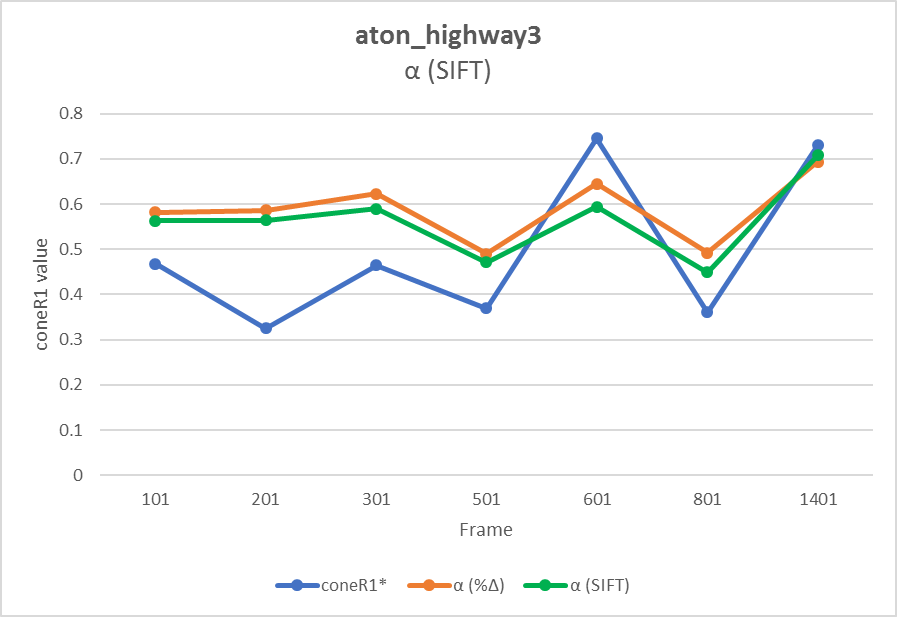 aton_highway3
α (SIFT)
0.8
0.7
0.6
0.5
0.4
0.3
0.2
0.1
0
coneR1 value
101 201 301 501 601 801 1401
Frame
coneR1* α (%Δ) α (SIFT)